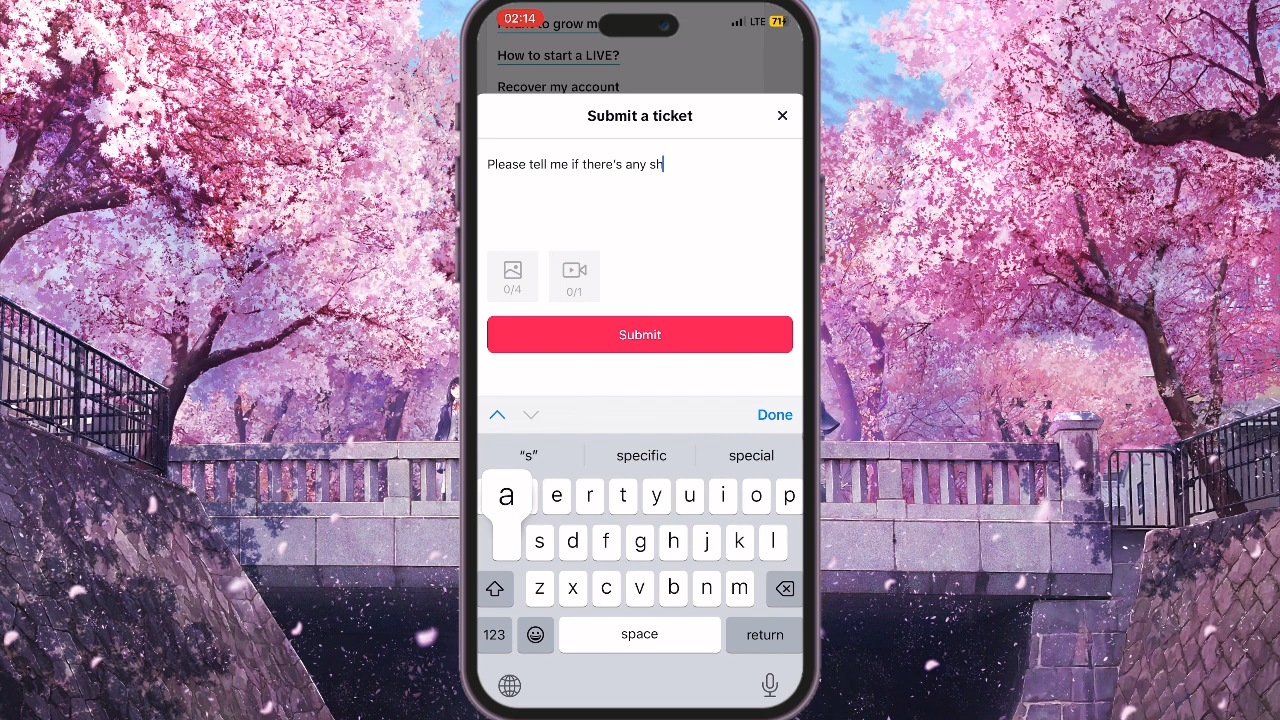 02:14
LTE 71
How to start a LIVE?
Recover my account
Submit a ticket
Please tell me if there's any sh
0/4
0/1
Submit
Done
"s" specific special
a e r t y u i o p
s d f g h j k l
z x c v b n m
123 space return